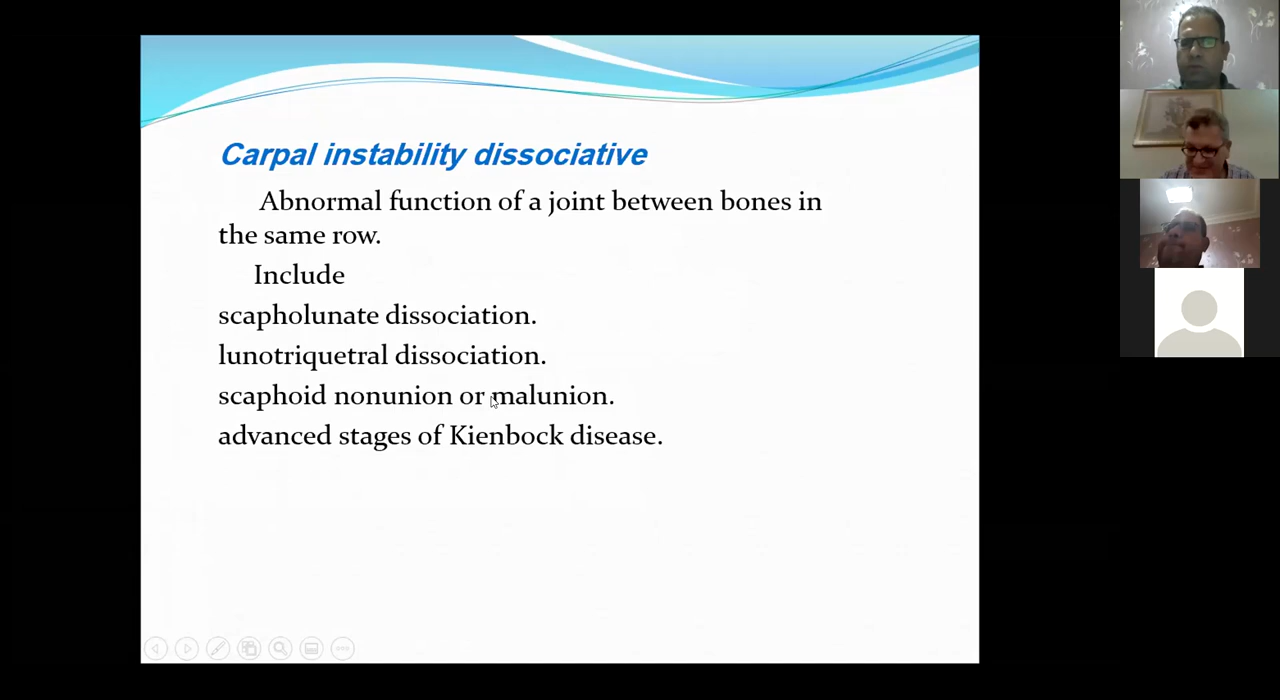 Carpal instability dissociative
Abnormal function of a joint between bones in
the same row.
Include
scapholunate dissociation.
lunotriquetral dissociation.
scaphoid nonunion or malunion.
advanced stages of Kienbock disease.